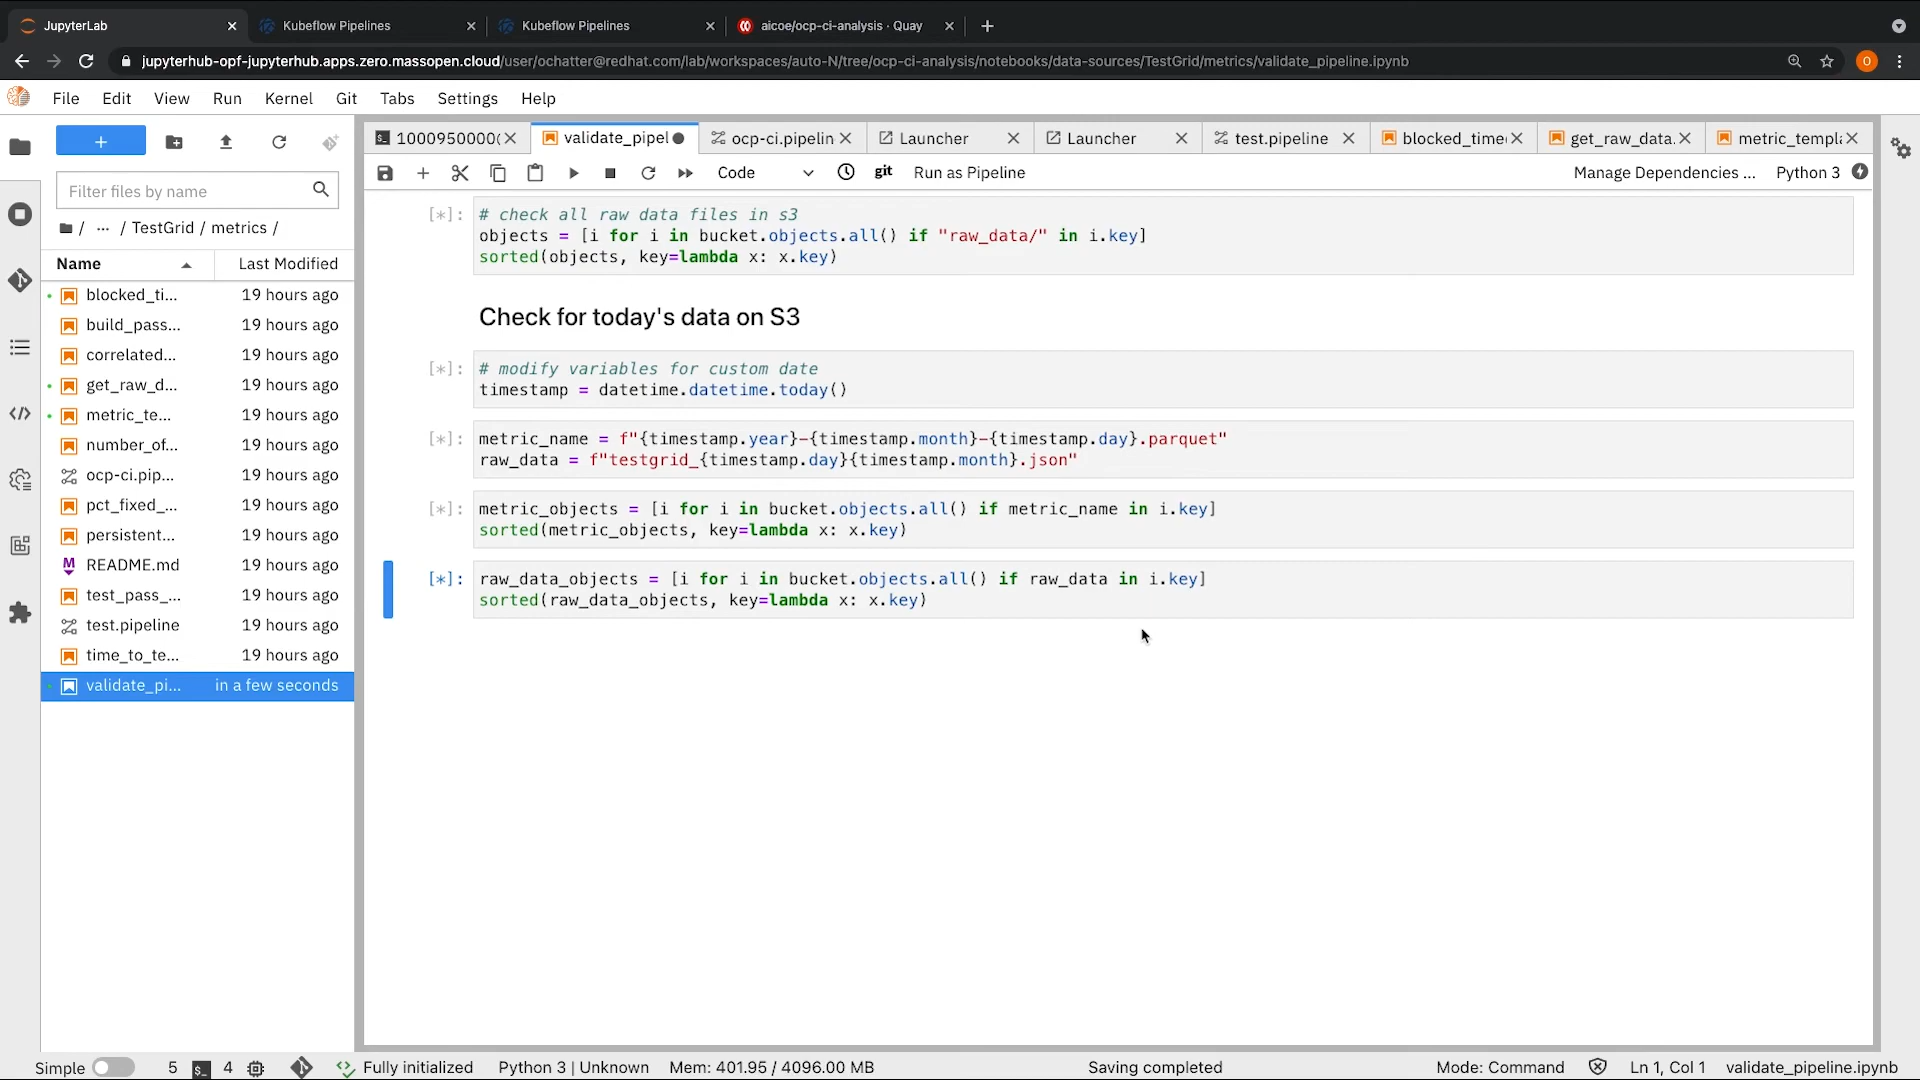 JupyterLab
Kubeflow Pipelines
Kubeflow Pipelines
aicoe/ocp-ci-analysis · Quay
jupyterhub-opf-jupyterhub.apps.zero.massopen.cloud/user/ochatter@redhat.com/lab/workspaces/auto-N/tree/ocp-ci-analysis/notebooks/data-sources/TestGrid/metrics/validate_pipeline.ipynb
O
File Edit View Run Kernel Git Tabs Settings Help
1000950000(
validate_pipel
ocp-ci.pipelin
Launcher
Launcher
test.pipeline
blocked_time
get_raw_data.
metric_templa
Code
git
Run as Pipeline
Manage Dependencies ...
Python 3
Filter files by name
/ ... / TestGrid / metrics /
Name Last Modified
blocked_ti... 19 hours ago
build_pass... 19 hours ago
correlated... 19 hours ago
get_raw_d... 19 hours ago
metric_te... 19 hours ago
number_of... 19 hours ago
ocp-ci.pip... 19 hours ago
pct_fixed_... 19 hours ago
persistent... 19 hours ago
README.md 19 hours ago
test_pass_... 19 hours ago
test.pipeline 19 hours ago
time_to_te... 19 hours ago
validate_pi... in a few seconds
[*]: # check all raw data files in s3
objects = [i for i in bucket.objects.all() if "raw_data/" in i.key]
sorted(objects, key=lambda x: x.key)
Check for today's data on S3
[*]: # modify variables for custom date
timestamp = datetime.datetime.today()
[*]: metric_name = f"{timestamp.year}-{timestamp.month}-{timestamp.day}.parquet"
raw_data = f"testgrid_{timestamp.day}{timestamp.month}.json"
[*]: metric_objects = [i for i in bucket.objects.all() if metric_name in i.key]
sorted(metric_objects, key=lambda x: x.key)
[*]: raw_data_objects = [i for i in bucket.objects.all() if raw_data in i.key]
sorted(raw_data_objects, key=lambda x: x.key)
Simple 5 4 Fully initialized Python 3 | Unknown Mem: 401.95 / 4096.00 MB Saving completed Mode: Command Ln 1, Col 1 validate_pipeline.ipynb